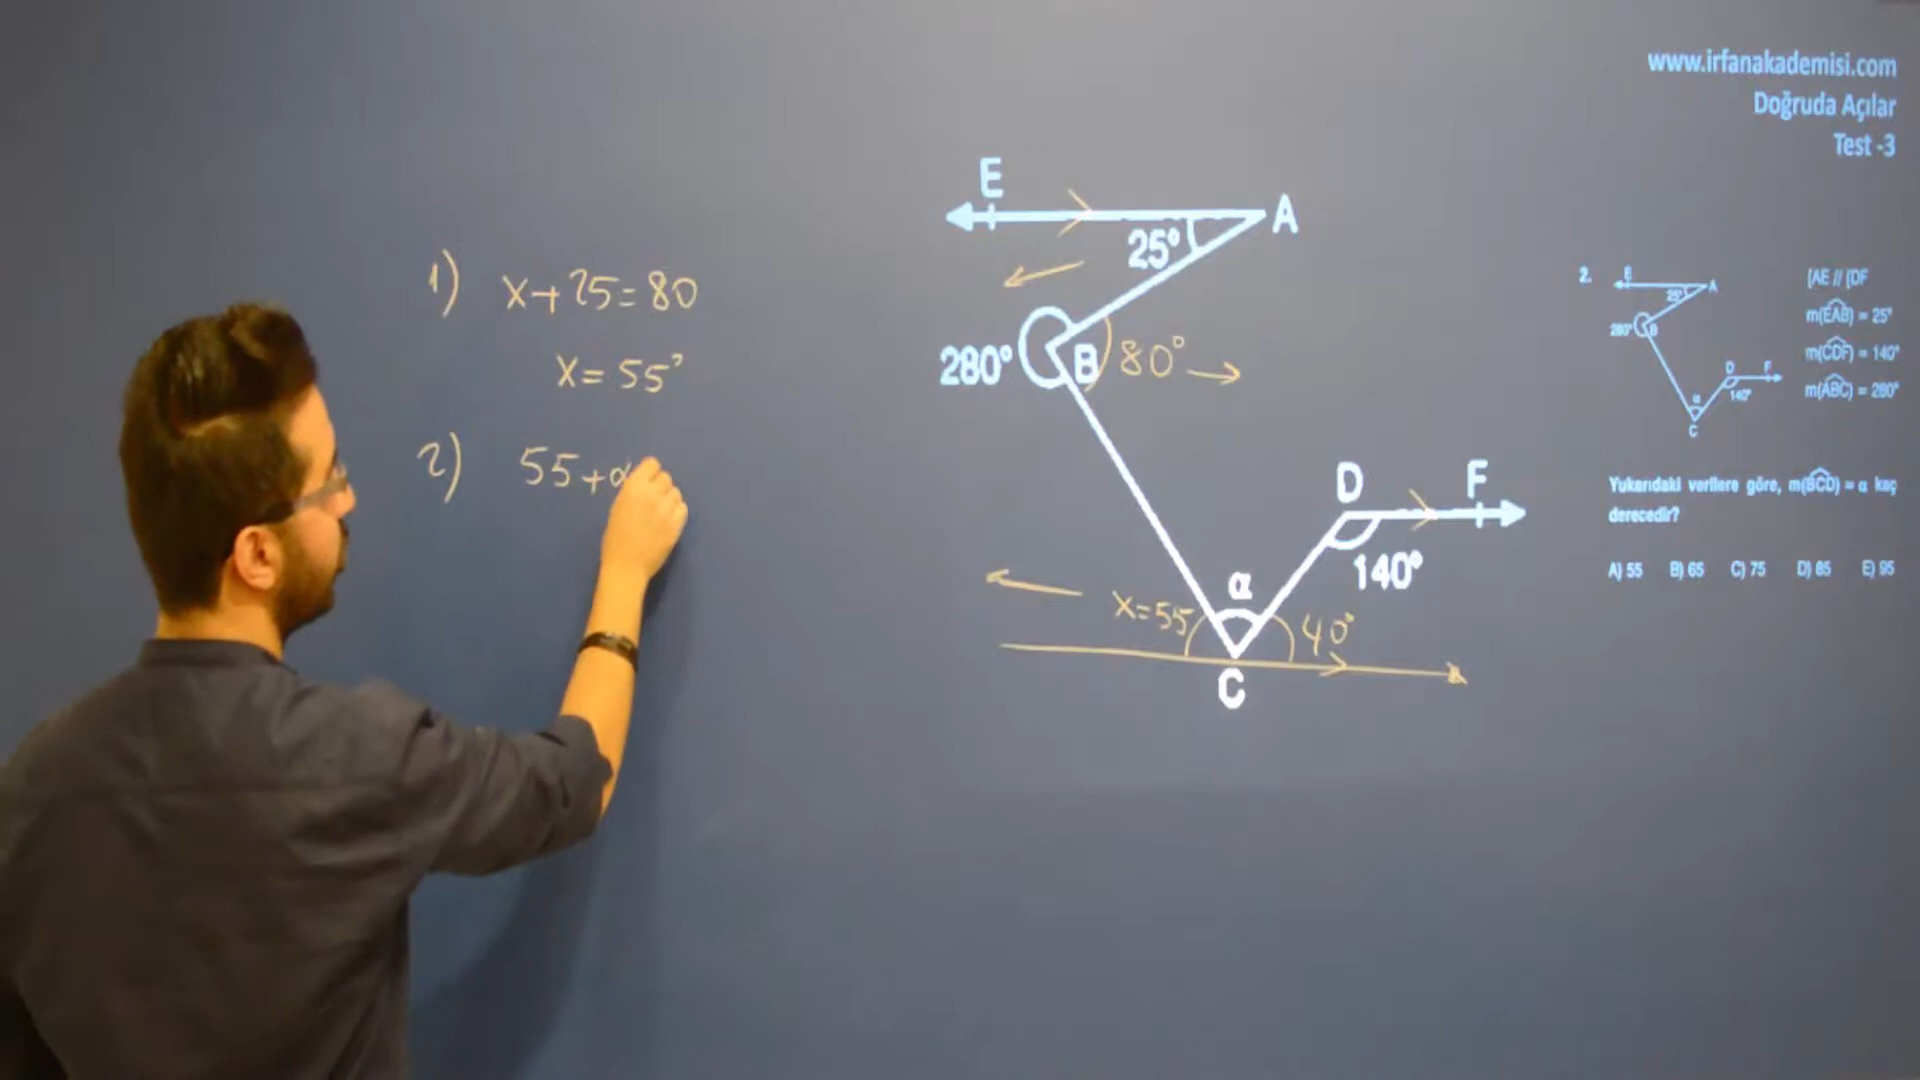 www.irfanakademisi.com
Doğruda Açılar
Test -3
1) x+25=80
x=55°
2) 55+α
E
A
25°
280°
B
80°
D
F
140°
α
x=55
40°
C
2.
E
A
25°
280°
B
D
F
140°
α
C
[AE // [DF
m(EAB) = 25°
m(CDF) = 140°
m(ABC) = 280°
Yukarıdaki verilere göre, m(BCD) = α kaç
derecedir?
A) 55 B) 65 C) 75 D) 85 E) 95